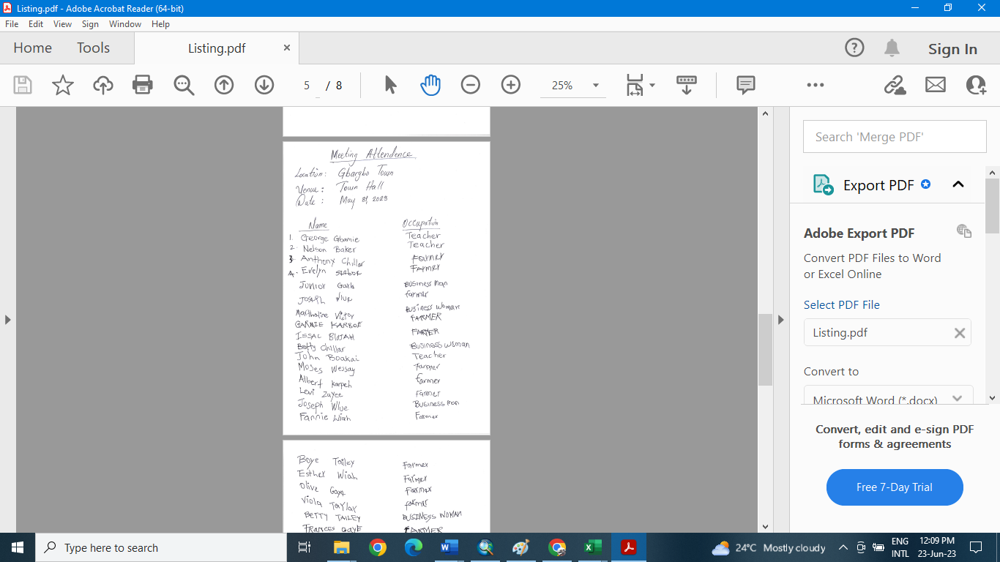 Listing.pdf - Adobe Acrobat Reader (64-bit)
File Edit View Sign Window Help
Home Tools Listing.pdf × Sign In
5 / 8 25%
Search 'Merge PDF'
Export PDF
Adobe Export PDF
Convert PDF Files to Word
or Excel Online
Select PDF File
Listing.pdf
Convert to
Microsoft Word (*.docx)
Convert, edit and e-sign PDF
forms & agreements
Free 7-Day Trial
Meeting Attendence
Location: Gbargbo Town
Venue: Town Hall
Date: May 2023
Name Occupation
1. George Gbamie Teacher
2. Nelson Baker Teacher
3. Anthony Chillar Farmer
4. Evelyn Farmer
Junior Business man
Joseph Wlue farmer
Martholine Victor Business woman
GARMIE KARBOE FARMER
ISSAC BLOJAH FARMER
Betty Chillar Business woman
John Boakai Teacher
Moses Wessay Farmer
Albert Karpeh farmer
Levi Zayee Farmer
Joseph Wlue Business man
Fannie Wiah Farmer
Boye Tailey Farmer
Esther Wiah Farmer
Olive Gaye Farmer
Viola Taylar farmer
BETTY TAILEY BUSINESS WOMAN
FRANCES GAYE FARMER
Type here to search
24°C Mostly cloudy
ENG
INTL
12:09 PM
23-Jun-23